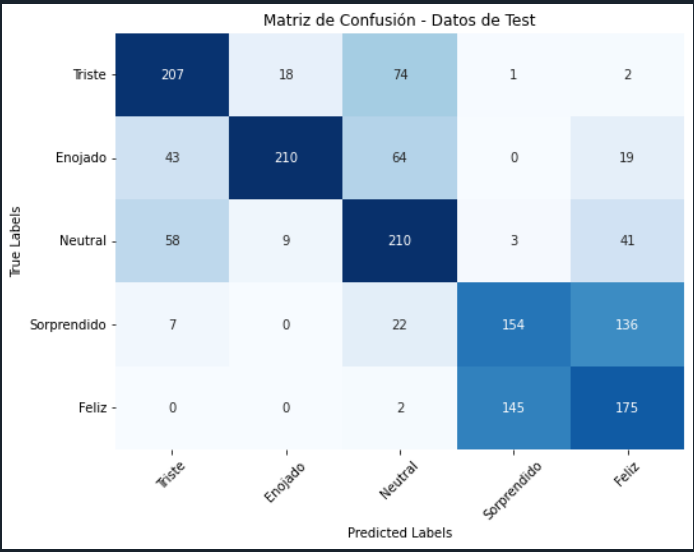 Matriz de Confusión - Datos de Test
True Labels
Triste 207 18 74 1 2
Enojado 43 210 64 0 19
Neutral 58 9 210 3 41
Sorprendido 7 0 22 154 136
Feliz 0 0 2 145 175
Triste Enojado Neutral Sorprendido Feliz
Predicted Labels